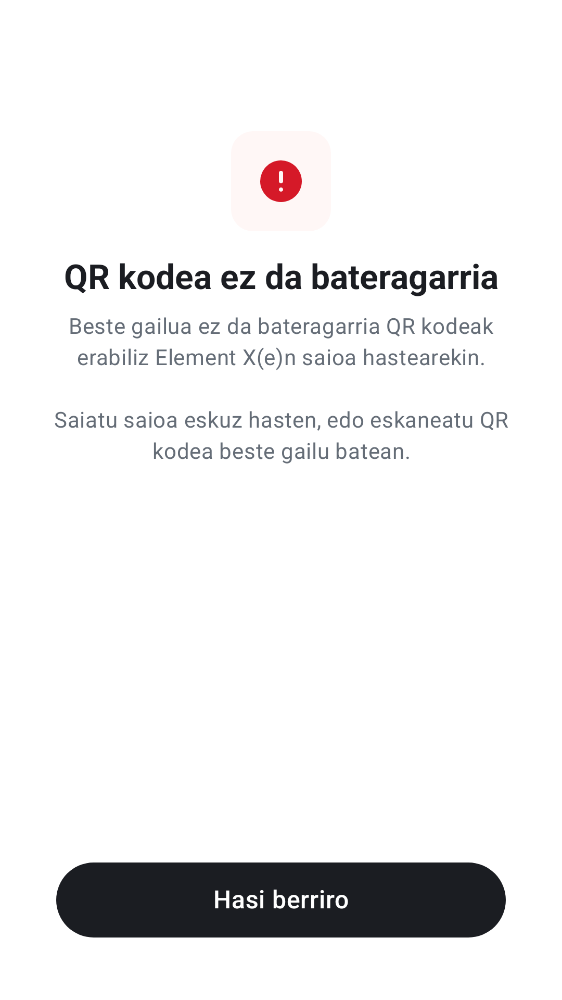 QR kodea ez da bateragarria
Beste gailua ez da bateragarria QR kodeak
erabiliz Element X(e)n saioa hastearekin.
Saiatu saioa eskuz hasten, edo eskaneatu QR
kodea beste gailu batean.
Hasi berriro